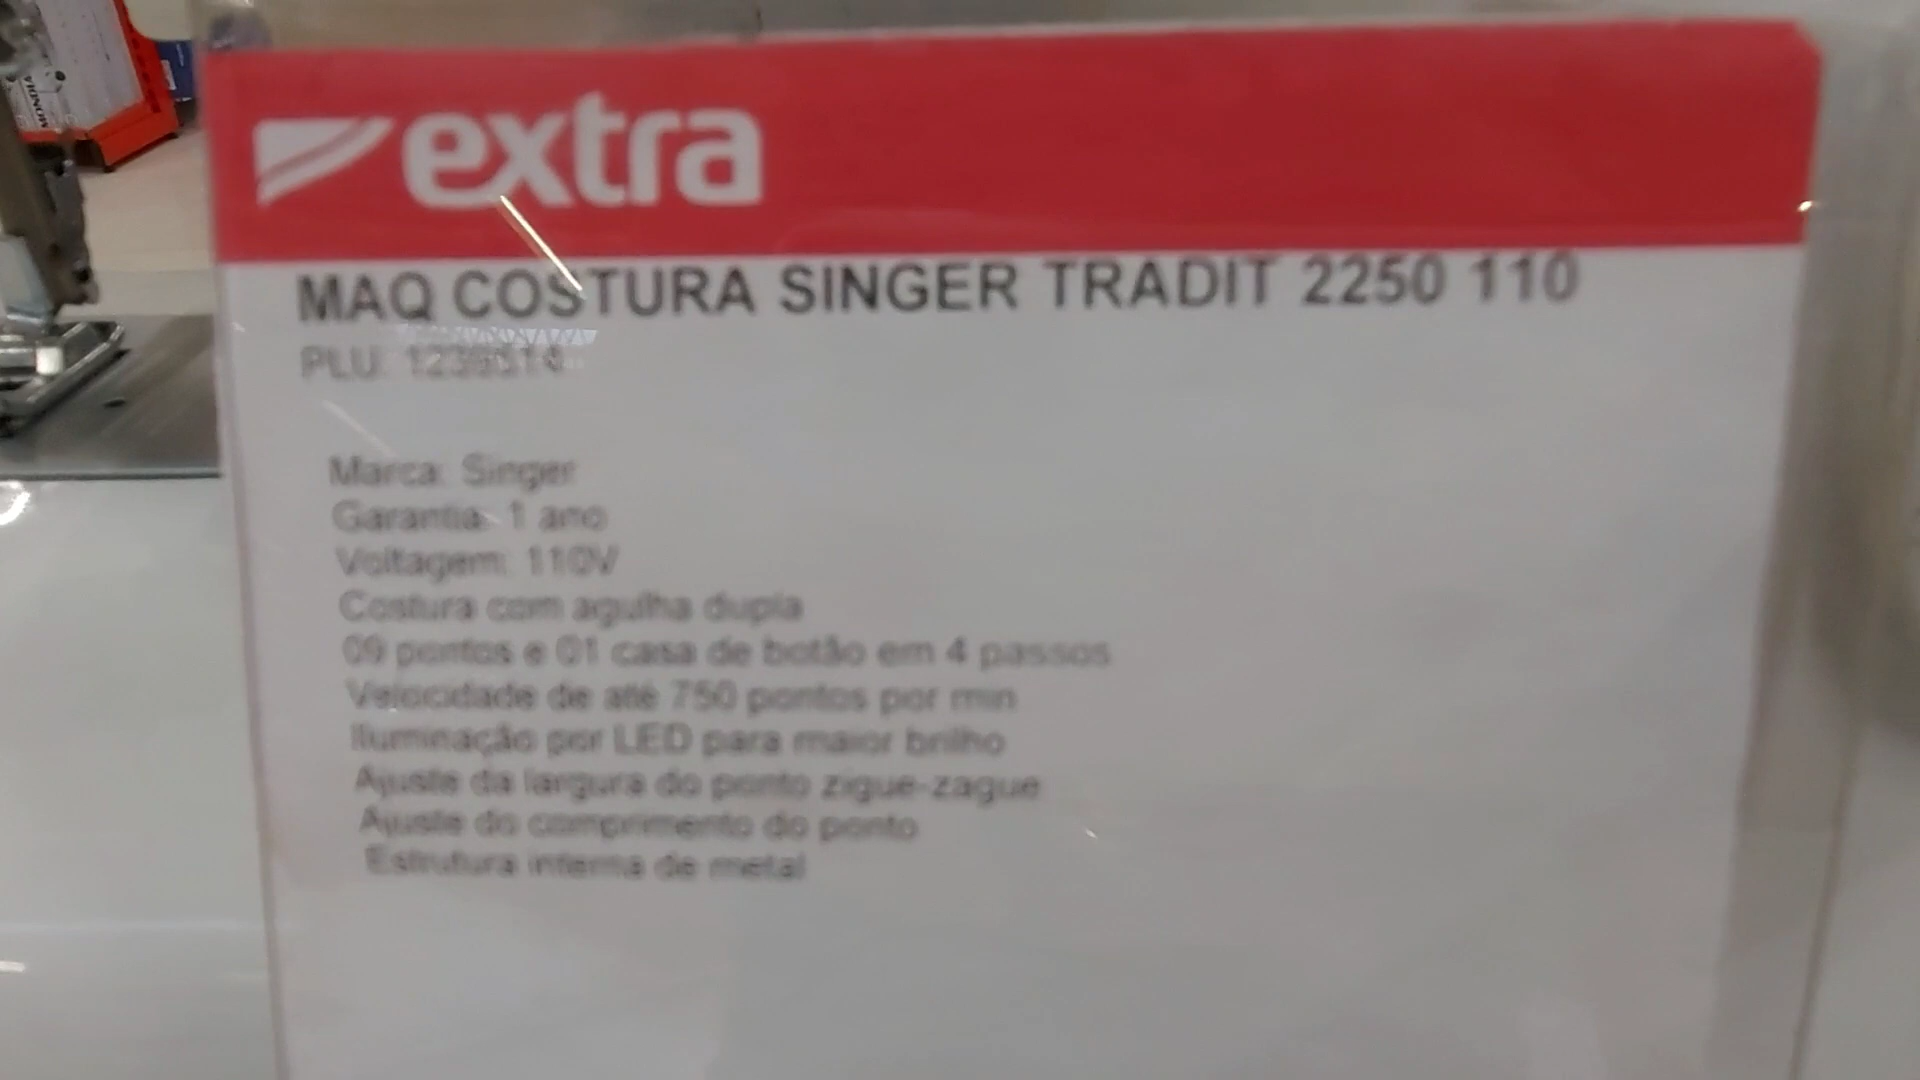 extra
MAQ COSTURA SINGER TRADIT 2250 110
PLU: 1239514
Marca: Singer
Garantia: 1 ano
Voltagem: 110V
Costura com agulha dupla
09 pontos e 01 casa de botão em 4 passos
Velocidade de até 750 pontos por min
Iluminação por LED para maior brilho
Ajuste da largura do ponto zigue-zague
Ajuste do comprimento do ponto
Estrutura interna de metal
MONDIA